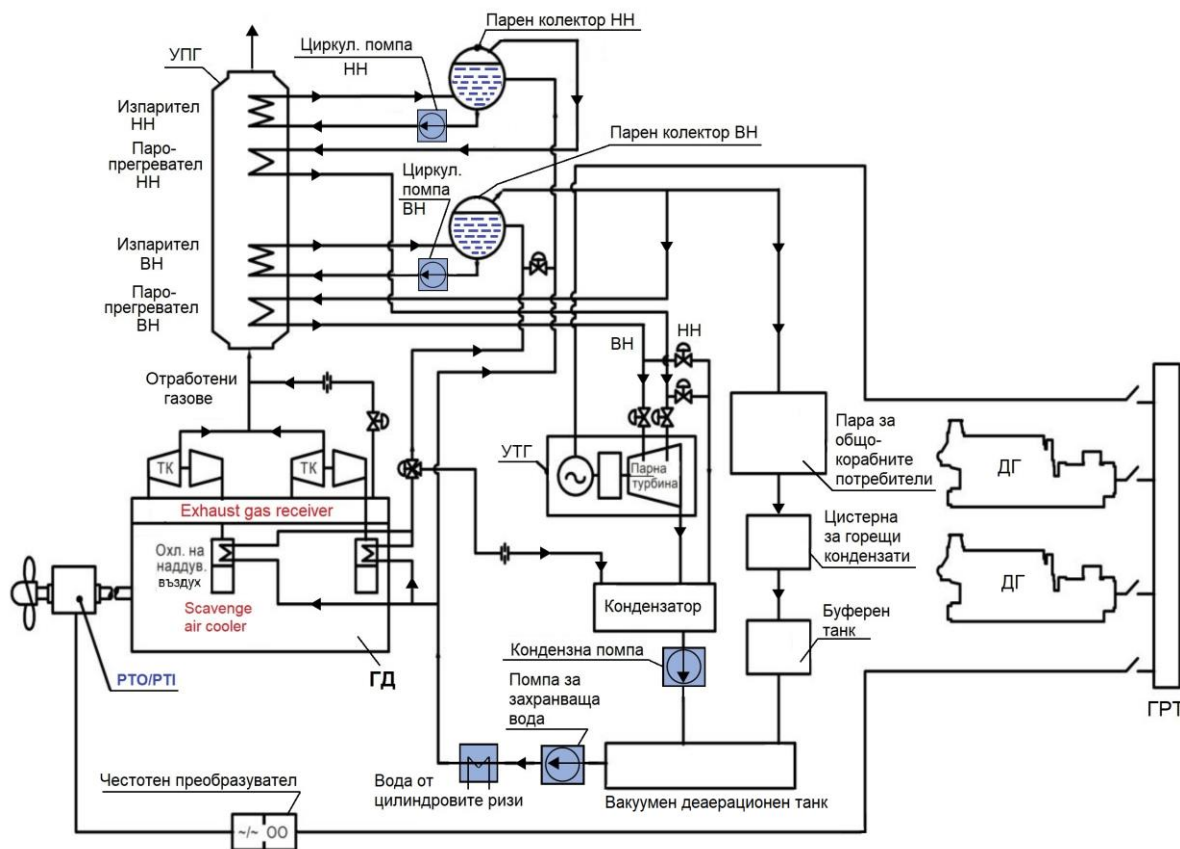 Парен колектор НН
Циркул. помпа
НН
УПГ
Изпарител
НН
Паро-
прегревател
НН
Парен колектор ВН
Циркул.
помпа
ВН
Изпарител
ВН
Паро-
прегревател
ВН
НН
ВН
Отработени
газове
ТК
ТК
УТГ
Парна
турбина
Пара за
общо-
корабните
потребители
ДГ
Exhaust gas receiver
Охл. на
наддув.
въздух
Цистерна
за горещи
кондензати
ДГ
Scavenge
air cooler
Кондензатор
Буферен
танк
Кондензна помпа
PTO/PTI
ГД
Помпа за
захранваща
вода
ГРТ
Вода от
цилиндровите ризи
Вакуумен деаерационен танк
Честотен преобразувател
~/~ OO